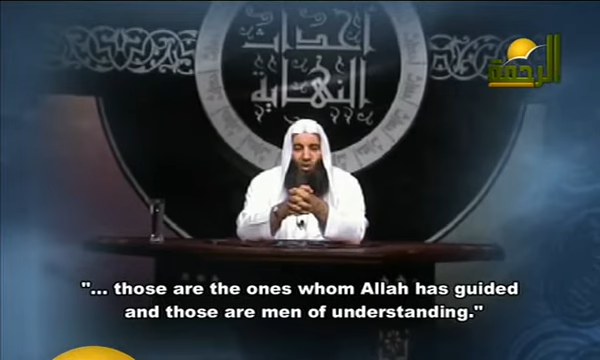 أحداث
النهاية
الرحمة
"... those are the ones whom Allah has guided
and those are men of understanding."